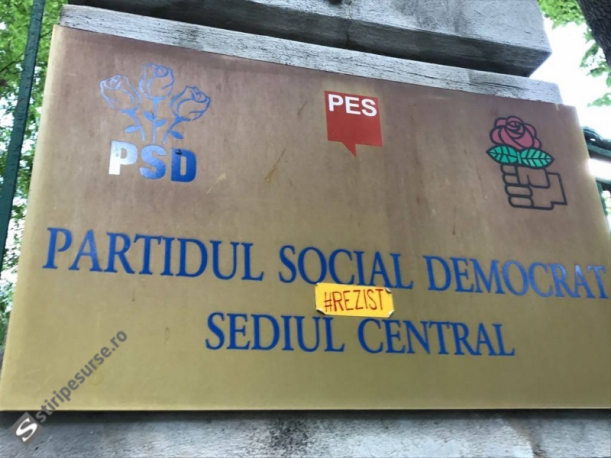 PSD
PES
PARTIDUL SOCIAL DEMOCRAT
#REZIST
SEDIUL CENTRAL
stiripesurse.ro